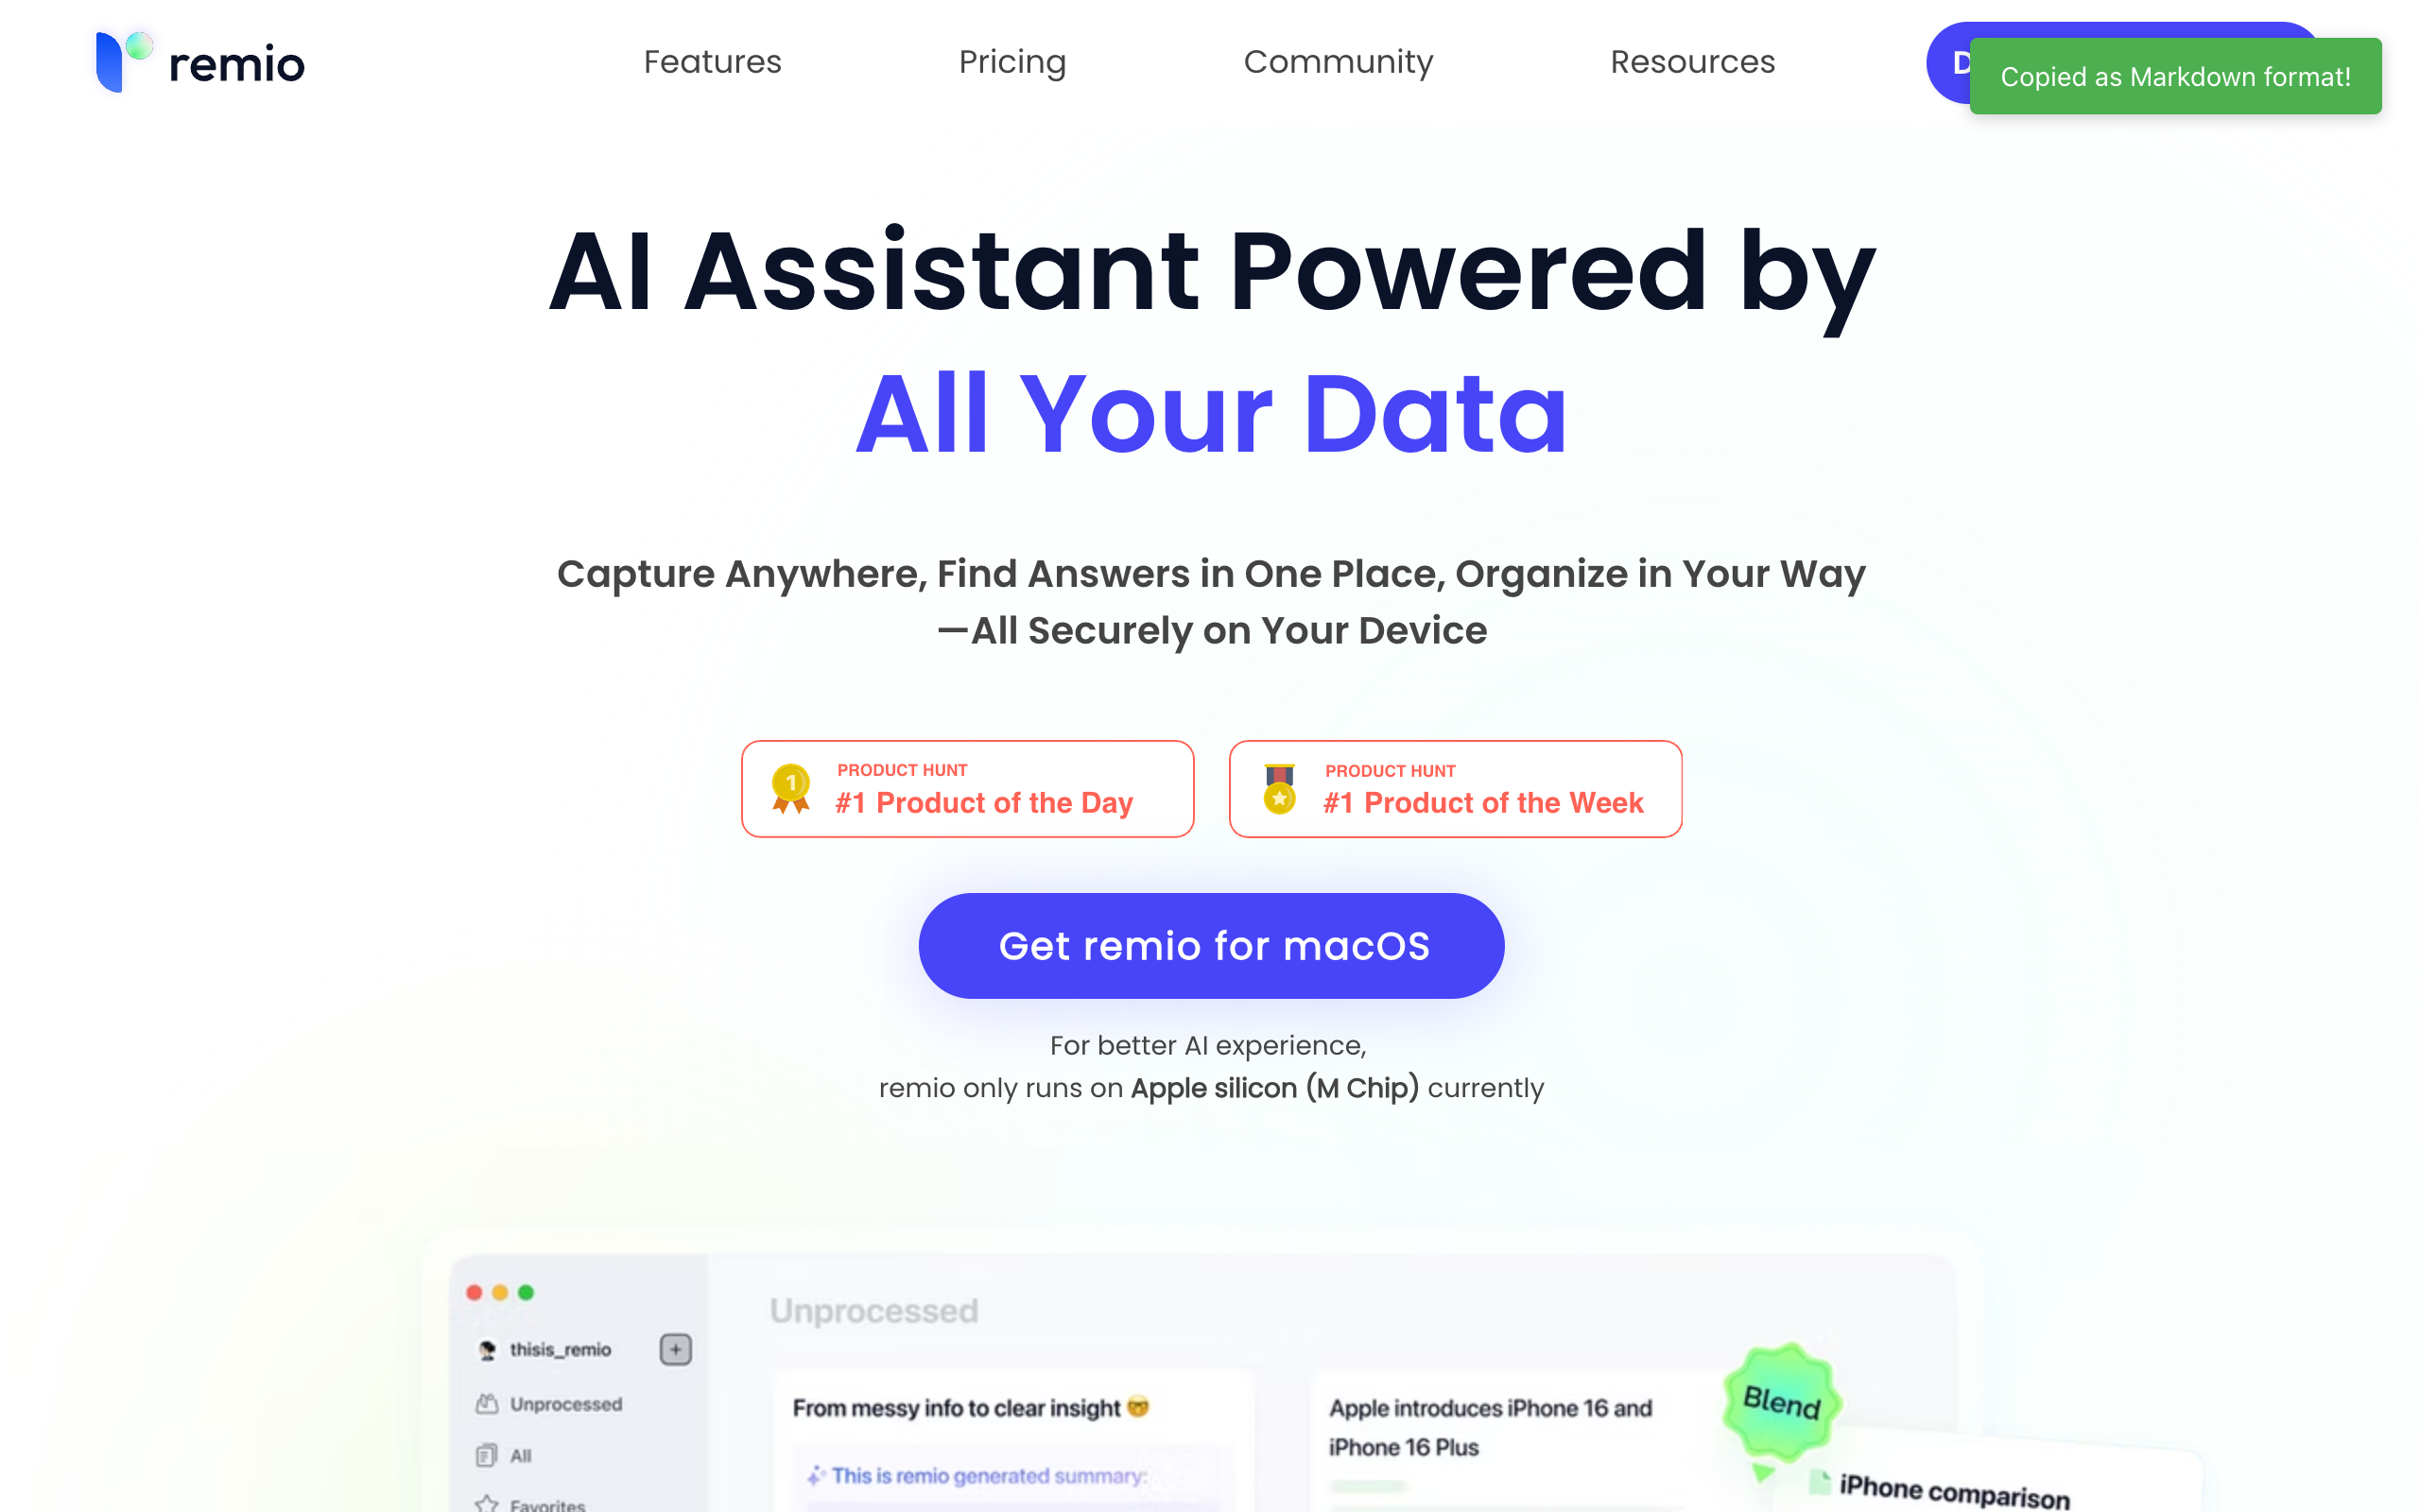 remio
Features
Pricing
Community
Resources
Copied as Markdown format!
AI Assistant Powered by
All Your Data
Capture Anywhere, Find Answers in One Place, Organize in Your Way
—All Securely on Your Device
1
PRODUCT HUNT
#1 Product of the Day
PRODUCT HUNT
#1 Product of the Week
Get remio for macOS
For better AI experience,
remio only runs on Apple silicon (M Chip) currently
thisis_remio
Unprocessed
All
Favorites
Unprocessed
From messy info to clear insight 🤓
This is remio generated summary:
Apple introduces iPhone 16 and
iPhone 16 Plus
Blend
iPhone comparison